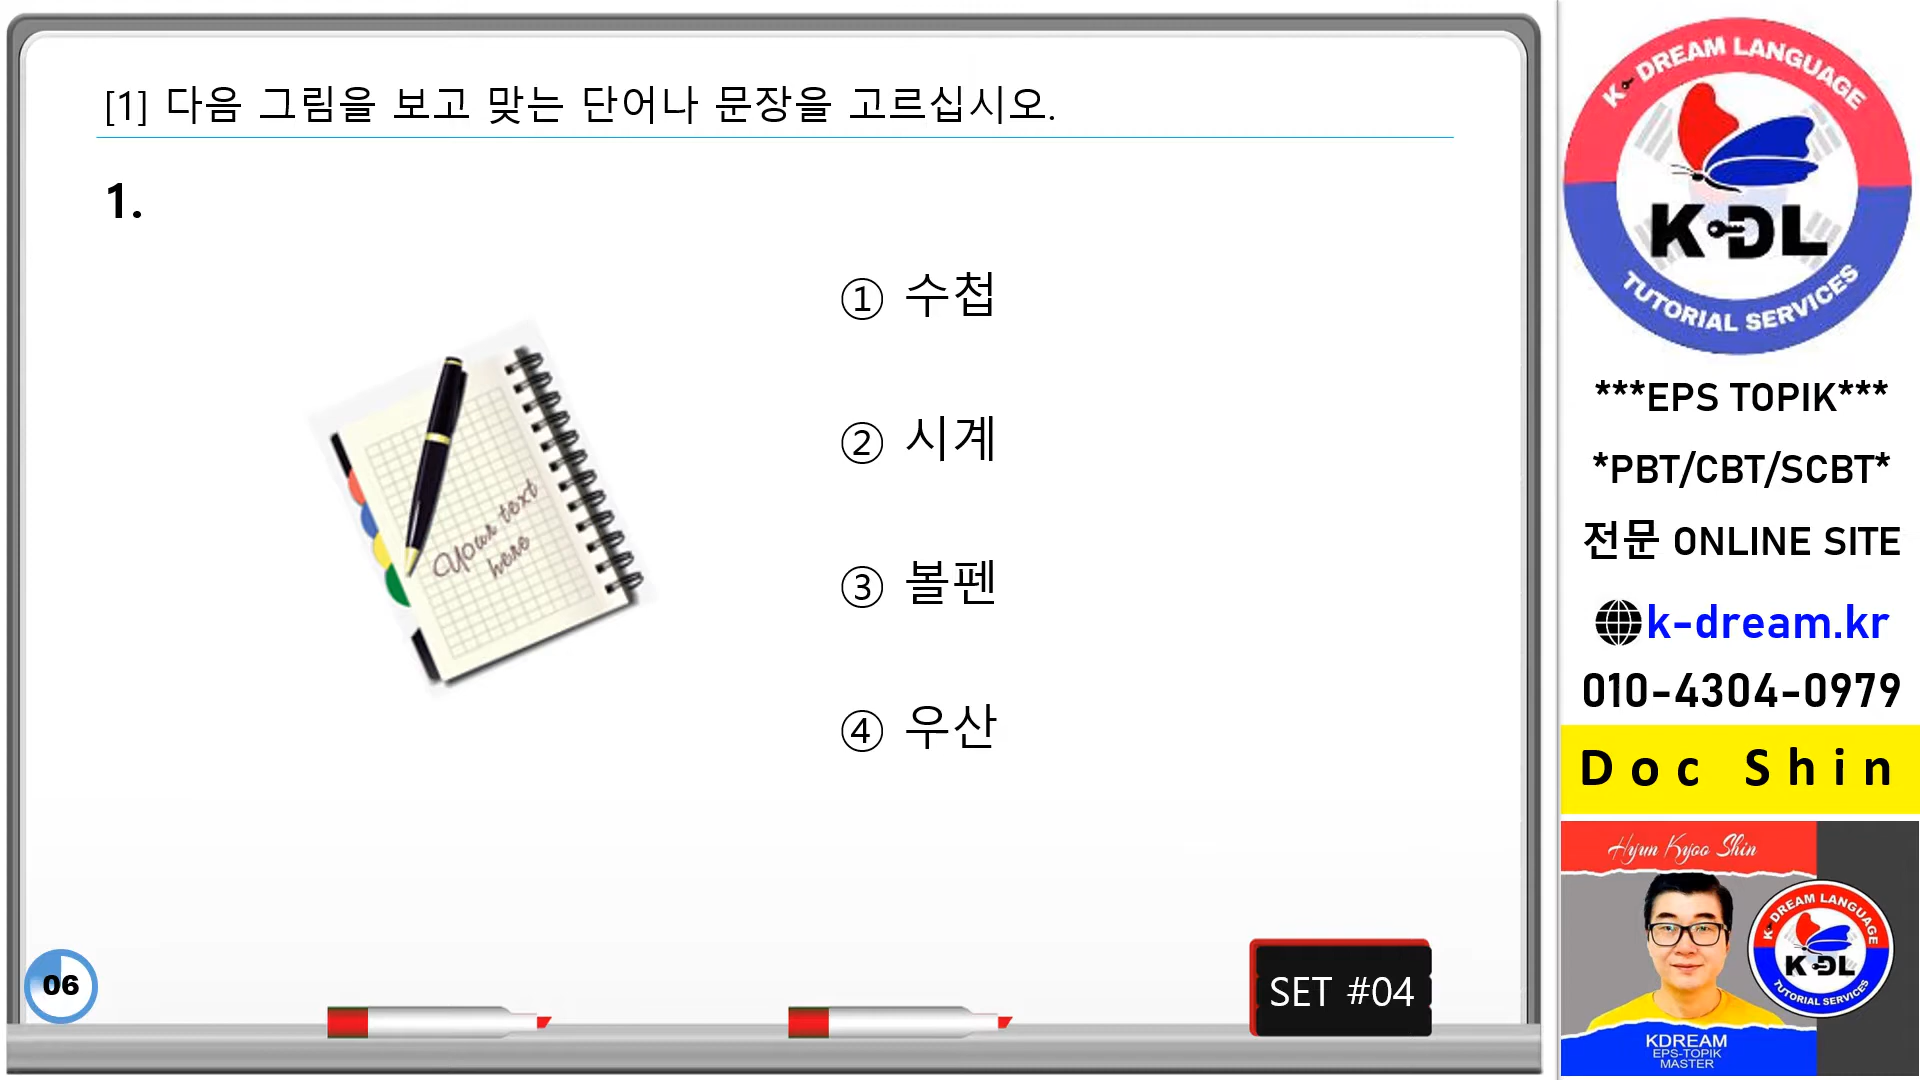 [1] 다음 그림을 보고 맞는 단어나 문장을 고르십시오.
1.
① 수첩
② 시계
③ 볼펜
④ 우산
Your text
here
06
SET #04
K DREAM LANGUAGE
K DL
TUTORIAL SERVICES
***EPS TOPIK***
*PBT/CBT/SCBT*
전문 ONLINE SITE
k-dream.kr
010-4304-0979
Doc Shin
Hyun Kyoo Shin
K DREAM LANGUAGE
K DL
TUTORIAL SERVICES
KDREAM
EPS-TOPIK
MASTER